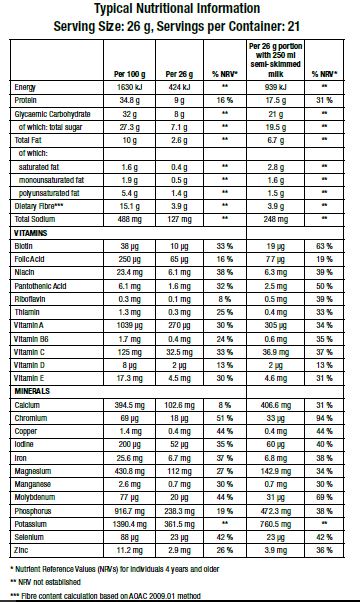 Typical Nutritional Information
Serving Size: 26 g, Servings per Container: 21
Per 100 g Per 26 g % NRV* Per 26 g portion with 250 ml semi-skimmed milk % NRV*
Energy 1630 kJ 424 kJ ** 939 kJ **
Protein 34.8 g 9 g 16 % 17.5 g 31 %
Glycaemic Carbohydrate 32 g 8 g ** 21 g **
of which: total sugar 27.3 g 7.1 g ** 19.5 g **
Total Fat 10 g 2.6 g ** 6.7 g **
of which:
saturated fat 1.6 g 0.4 g ** 2.8 g **
monounsaturated fat 1.9 g 0.5 g ** 1.6 g **
polyunsaturated fat 5.4 g 1.4 g ** 1.5 g **
Dietary Fibre*** 15.1 g 3.9 g ** 3.9 g **
Total Sodium 488 mg 127 mg ** 248 mg **
VITAMINS
Biotin 38 µg 10 µg 33 % 19 µg 63 %
Folic Acid 250 µg 65 µg 16 % 77 µg 19 %
Niacin 23.4 mg 6.1 mg 38 % 6.3 mg 39 %
Pantothenic Acid 6.1 mg 1.6 mg 32 % 2.5 mg 50 %
Riboflavin 0.3 mg 0.1 mg 8 % 0.5 mg 39 %
Thiamin 1.3 mg 0.3 mg 25 % 0.4 mg 33 %
Vitamin A 1039 µg 270 µg 30 % 305 µg 34 %
Vitamin B6 1.7 mg 0.4 mg 24 % 0.6 mg 35 %
Vitamin C 125 mg 32.5 mg 33 % 36.9 mg 37 %
Vitamin D 8 µg 2 µg 13 % 2 µg 13 %
Vitamin E 17.3 mg 4.5 mg 30 % 4.6 mg 31 %
MINERALS
Calcium 394.5 mg 102.6 mg 8 % 406.6 mg 31 %
Chromium 69 µg 18 µg 51 % 33 µg 94 %
Copper 1.4 mg 0.4 mg 44 % 0.4 mg 44 %
Iodine 200 µg 52 µg 35 % 60 µg 40 %
Iron 25.6 mg 6.7 mg 37 % 6.8 mg 38 %
Magnesium 430.8 mg 112 mg 27 % 142.9 mg 34 %
Manganese 2.6 mg 0.7 mg 30 % 0.7 mg 30 %
Molybdenum 77 µg 20 µg 44 % 31 µg 69 %
Phosphorus 916.7 mg 238.3 mg 19 % 472.3 mg 38 %
Potassium 1390.4 mg 361.5 mg ** 760.5 mg **
Selenium 88 µg 23 µg 42 % 23 µg 42 %
Zinc 11.2 mg 2.9 mg 26 % 3.9 mg 36 %
* Nutrient Reference Values (NRVs) for individuals 4 years and older
** NRV not established
*** Fibre content calculation based on AOAC 2009.01 method